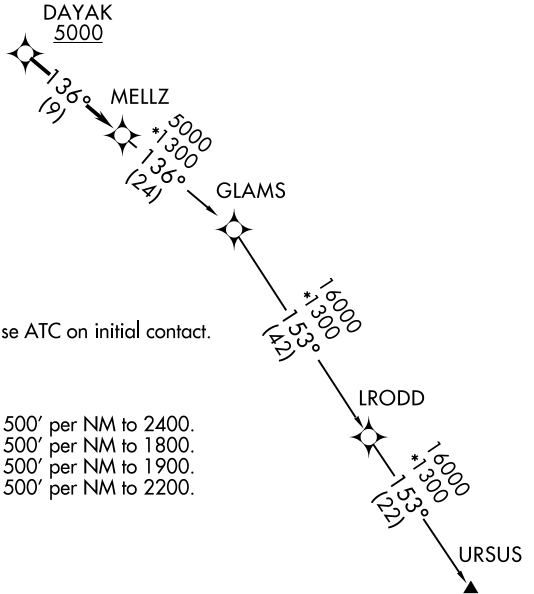 DAYAK
5000
136°
(9)
MELLZ
5000
*1300
136°
(24)
GLAMS
16000
*1300
153°
(42)
se ATC on initial contact.
LRODD
500' per NM to 2400.
500' per NM to 1800.
500' per NM to 1900.
500' per NM to 2200.
16000
*1300
153°
(22)
URSUS